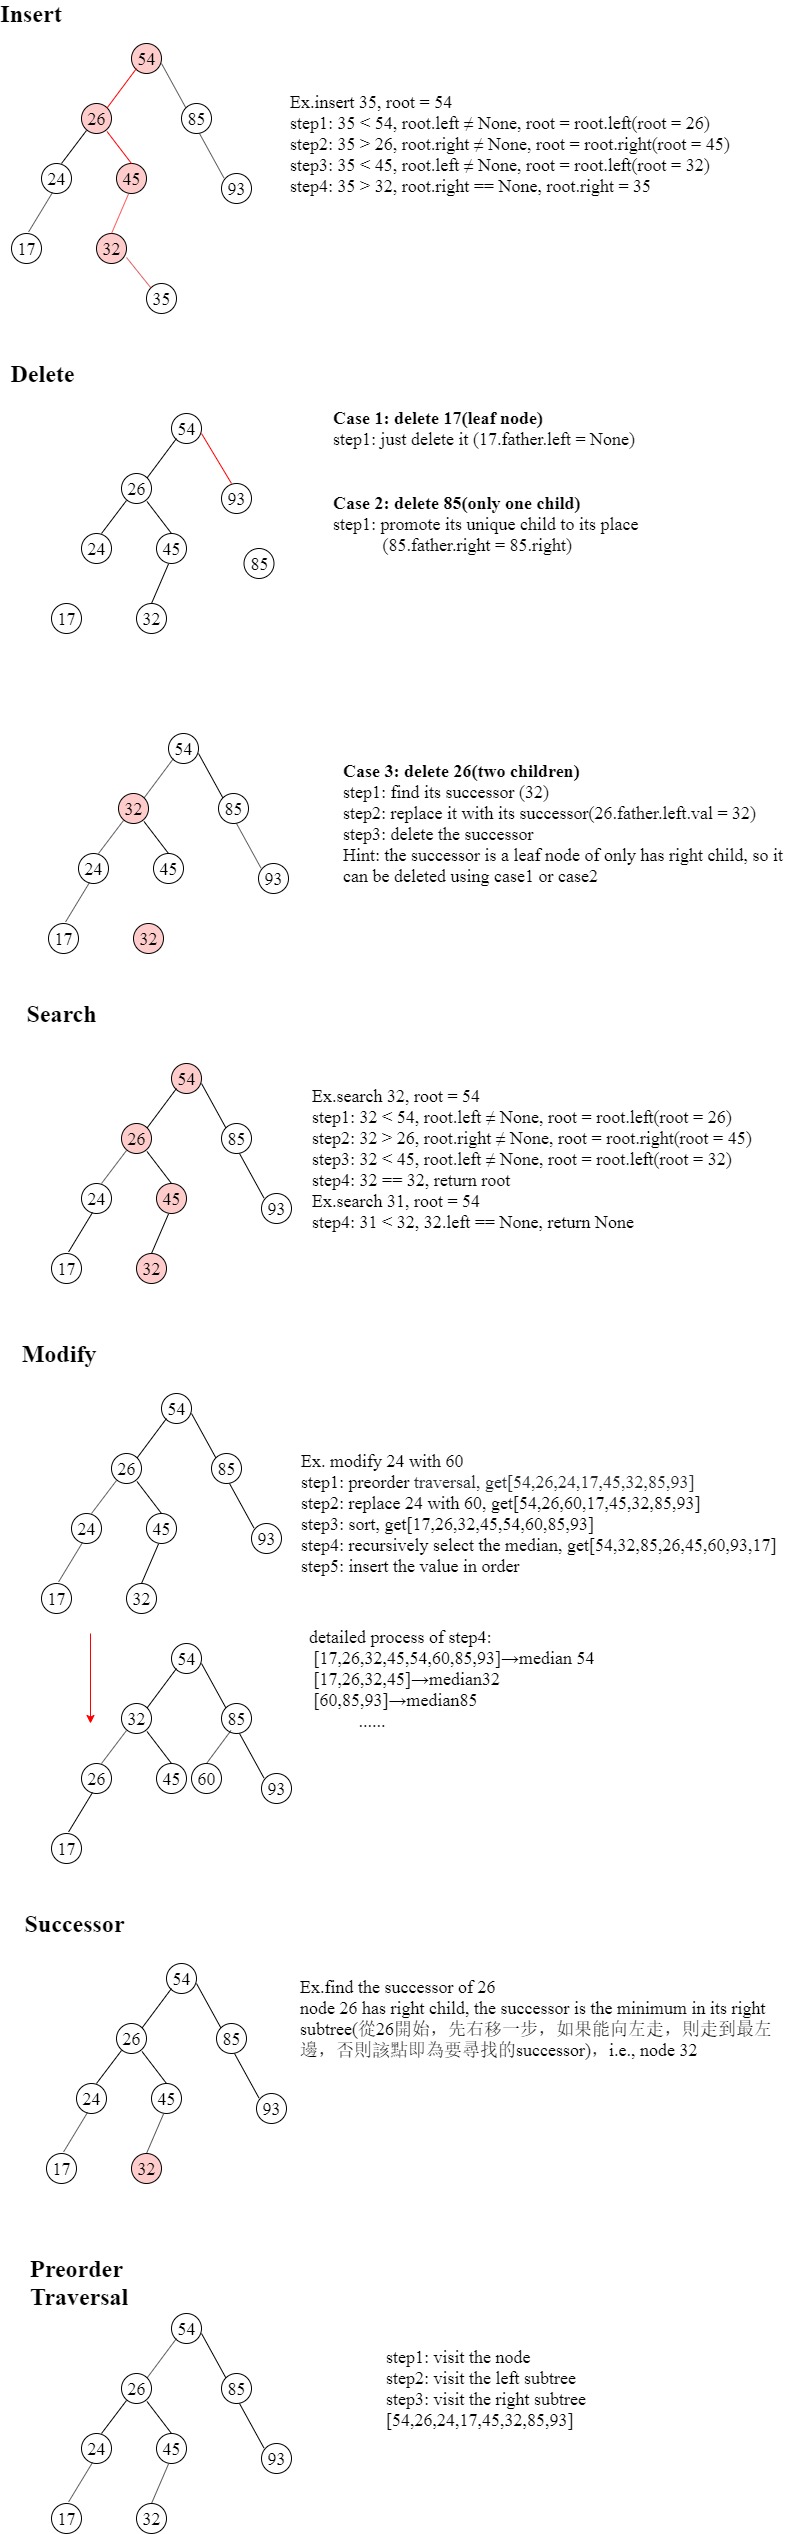 Insert
54
26
85
24
45
93
17
32
35
Ex.insert 35, root = 54
step1: 35 < 54, root.left ≠ None, root = root.left(root = 26)
step2: 35 > 26, root.right ≠ None, root = root.right(root = 45)
step3: 35 < 45, root.left ≠ None, root = root.left(root = 32)
step4: 35 > 32, root.right == None, root.right = 35
Delete
54
26
93
24
45
85
17
32
Case 1: delete 17(leaf node)
step1: just delete it (17.father.left = None)
Case 2: delete 85(only one child)
step1: promote its unique child to its place
(85.father.right = 85.right)
54
32
85
24
45
93
17
32
Case 3: delete 26(two children)
step1: find its successor (32)
step2: replace it with its successor(26.father.left.val = 32)
step3: delete the successor
Hint: the successor is a leaf node of only has right child, so it
can be deleted using case1 or case2
Search
54
26
85
24
45
93
17
32
Ex.search 32, root = 54
step1: 32 < 54, root.left ≠ None, root = root.left(root = 26)
step2: 32 > 26, root.right ≠ None, root = root.right(root = 45)
step3: 32 < 45, root.left ≠ None, root = root.left(root = 32)
step4: 32 == 32, return root
Ex.search 31, root = 54
step4: 31 < 32, 32.left == None, return None
Modify
54
26
85
24
45
93
17
32
Ex. modify 24 with 60
step1: preorder traversal, get[54,26,24,17,45,32,85,93]
step2: replace 24 with 60, get[54,26,60,17,45,32,85,93]
step3: sort, get[17,26,32,45,54,60,85,93]
step4: recursively select the median, get[54,32,85,26,45,60,93,17]
step5: insert the value in order
54
32
85
26
45
60
93
17
detailed process of step4:
[17,26,32,45,54,60,85,93]→median 54
[17,26,32,45]→median32
[60,85,93]→median85
......
Successor
54
26
85
24
45
93
17
32
Ex.find the successor of 26
node 26 has right child, the successor is the minimum in its right
subtree(從26開始，先右移一步，如果能向左走，則走到最左
邊，否則該點即為要尋找的successor)，i.e., node 32
Preorder
Traversal
54
26
85
24
45
93
17
32
step1: visit the node
step2: visit the left subtree
step3: visit the right subtree
[54,26,24,17,45,32,85,93]